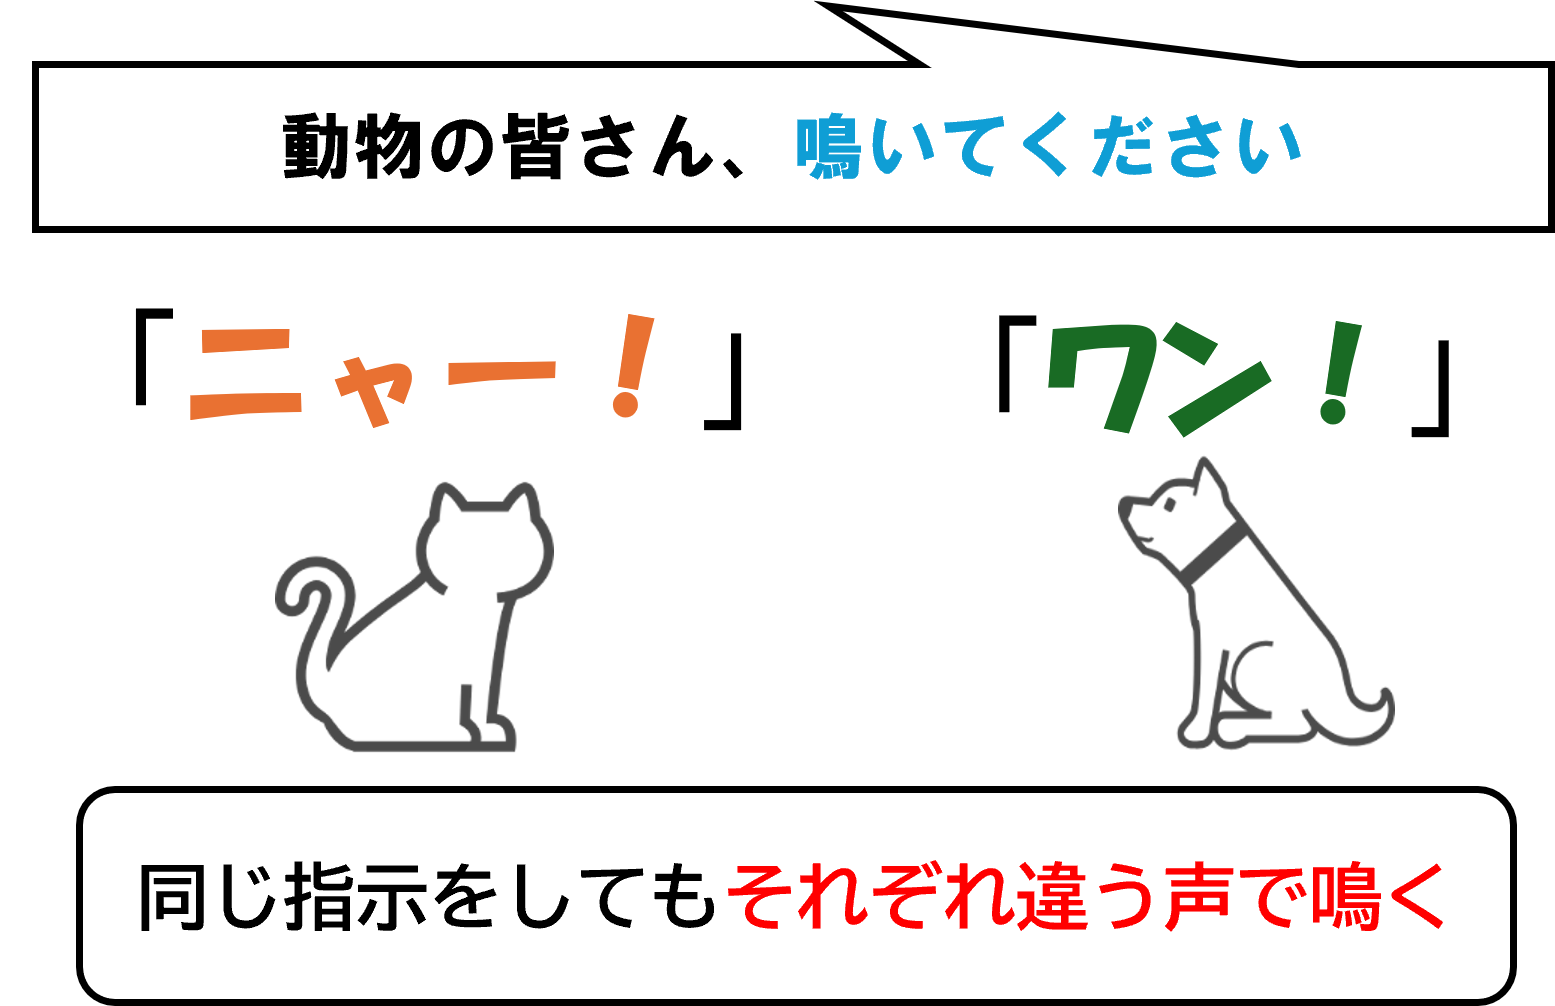 動物の皆さん、鳴いてください
「ニャー！」
「ワン！」
同じ指示をしてもそれぞれ違う声で鳴く